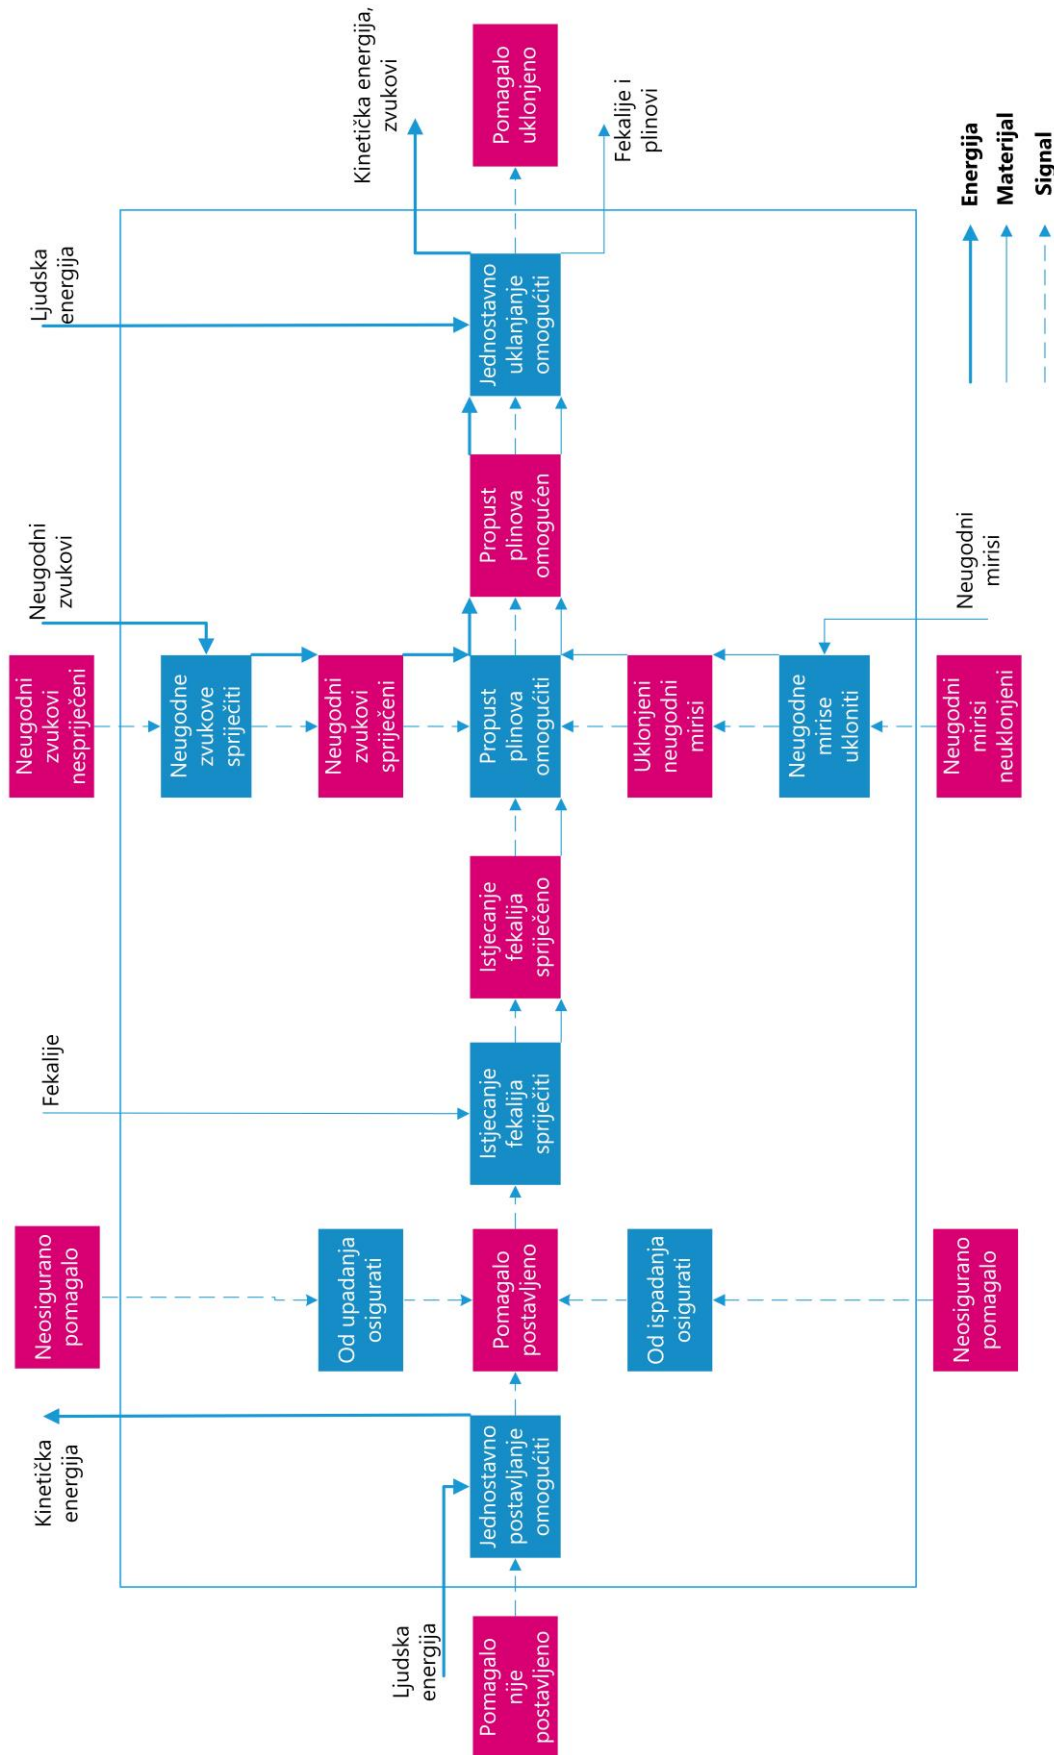 Ljudska
energija
Pomagalo
nije
postavljeno
Kinetička
energija
Jednostavno
postavljanje
omogućiti
Neosigurano
pomagalo
Od upadanja
osigurati
Pomagalo
postavljeno
Od ispadanja
osigurati
Neosigurano
pomagalo
Fekalije
Istjecanje
fekalija
spriječiti
Istjecanje
fekalija
spriječeno
Neugodni
zvukovi
nespriječeni
Neugodne
zvukove
spriječiti
Neugodni
zvukovi
spriječeni
Propust
plinova
omogućiti
Uklonjeni
neugodni
mirisi
Neugodne
mirise
ukloniti
Neugodni
mirisi
neuklonjeni
Neugodni
zvukovi
Propust
plinova
omogućen
Neugodni
mirisi
Ljudska
energija
Jednostavno
uklanjanje
omogućiti
Kinetička energija,
zvukovi
Pomagalo
uklonjeno
Fekalije i
plinovi
Energija
Materijal
Signal